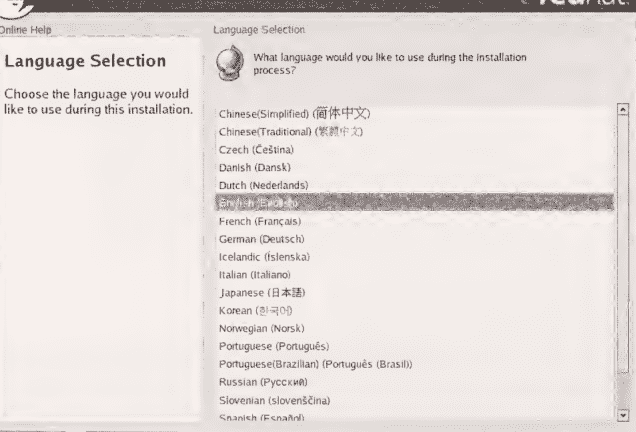 redhat.
Online Help
Language Selection
Language Selection
Choose the language you would
like to use during this installation.
What language would you like to use during the installation
process?
Chinese(Simplified) (简体中文)
Chinese(Traditional) (繁體中文)
Czech (Čeština)
Danish (Dansk)
Dutch (Nederlands)
English (English)
French (Français)
German (Deutsch)
Icelandic (Íslenska)
Italian (Italiano)
Japanese (日本語)
Korean (한국어)
Norwegian (Norsk)
Portuguese (Português)
Portuguese(Brazilian) (Português (Brasil))
Russian (Русский)
Slovenian (slovenščina)
Spanish (Español)